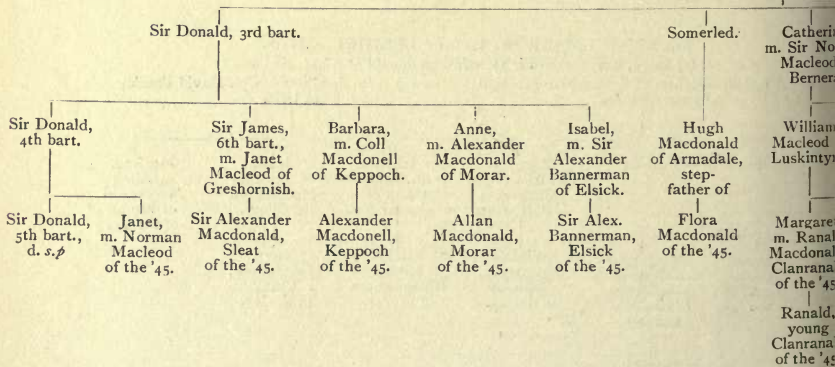 Sir Donald, 3rd bart.
Somerled.
Catheri
m. Sir No
Macleod
Berner
Sir Donald,
4th bart.
Sir James,
6th bart.,
m. Janet
Macleod of
Greshornish.
Barbara,
m. Coll
Macdonell
of Keppoch.
Anne,
m. Alexander
Macdonald
of Morar.
Isabel,
m. Sir
Alexander
Bannerman
of Elsick.
Hugh
Macdonald
of Armadale,
step-
father of
William
Macleod
Luskintyr
Sir Donald,
5th bart.,
d. s.p
Janet,
m. Norman
Macleod
of the '45.
Sir Alexander
Macdonald,
Sleat
of the '45.
Alexander
Macdonell,
Keppoch
of the '45.
Allan
Macdonald,
Morar
of the '45.
Sir Alex.
Bannerman,
Elsick
of the '45.
Flora
Macdonald
of the '45.
Margare
m. Ranal
Macdonal
Clanrana
of the '45
Ranald,
young
Clanrana
of the '45